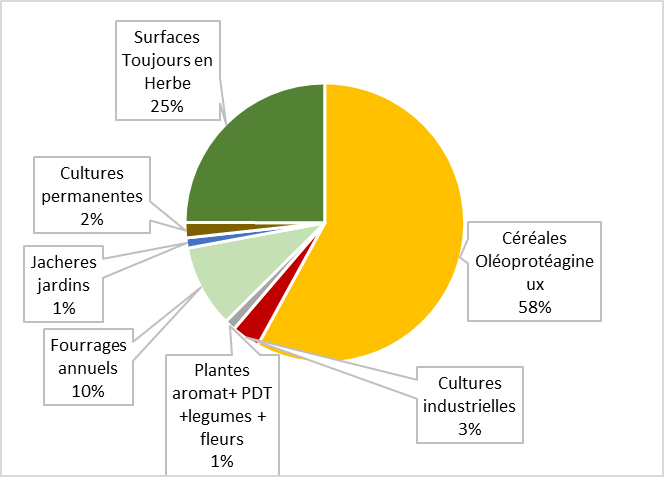 Surfaces
Toujours en
Herbe
25%
Cultures
permanentes
2%
Jacheres
jardins
1%
Fourrages
annuels
10%
Plantes
aromat+ PDT
+legumes +
fleurs
1%
Cultures
industrielles
3%
Céréales
Oléoprotéagine
ux
58%